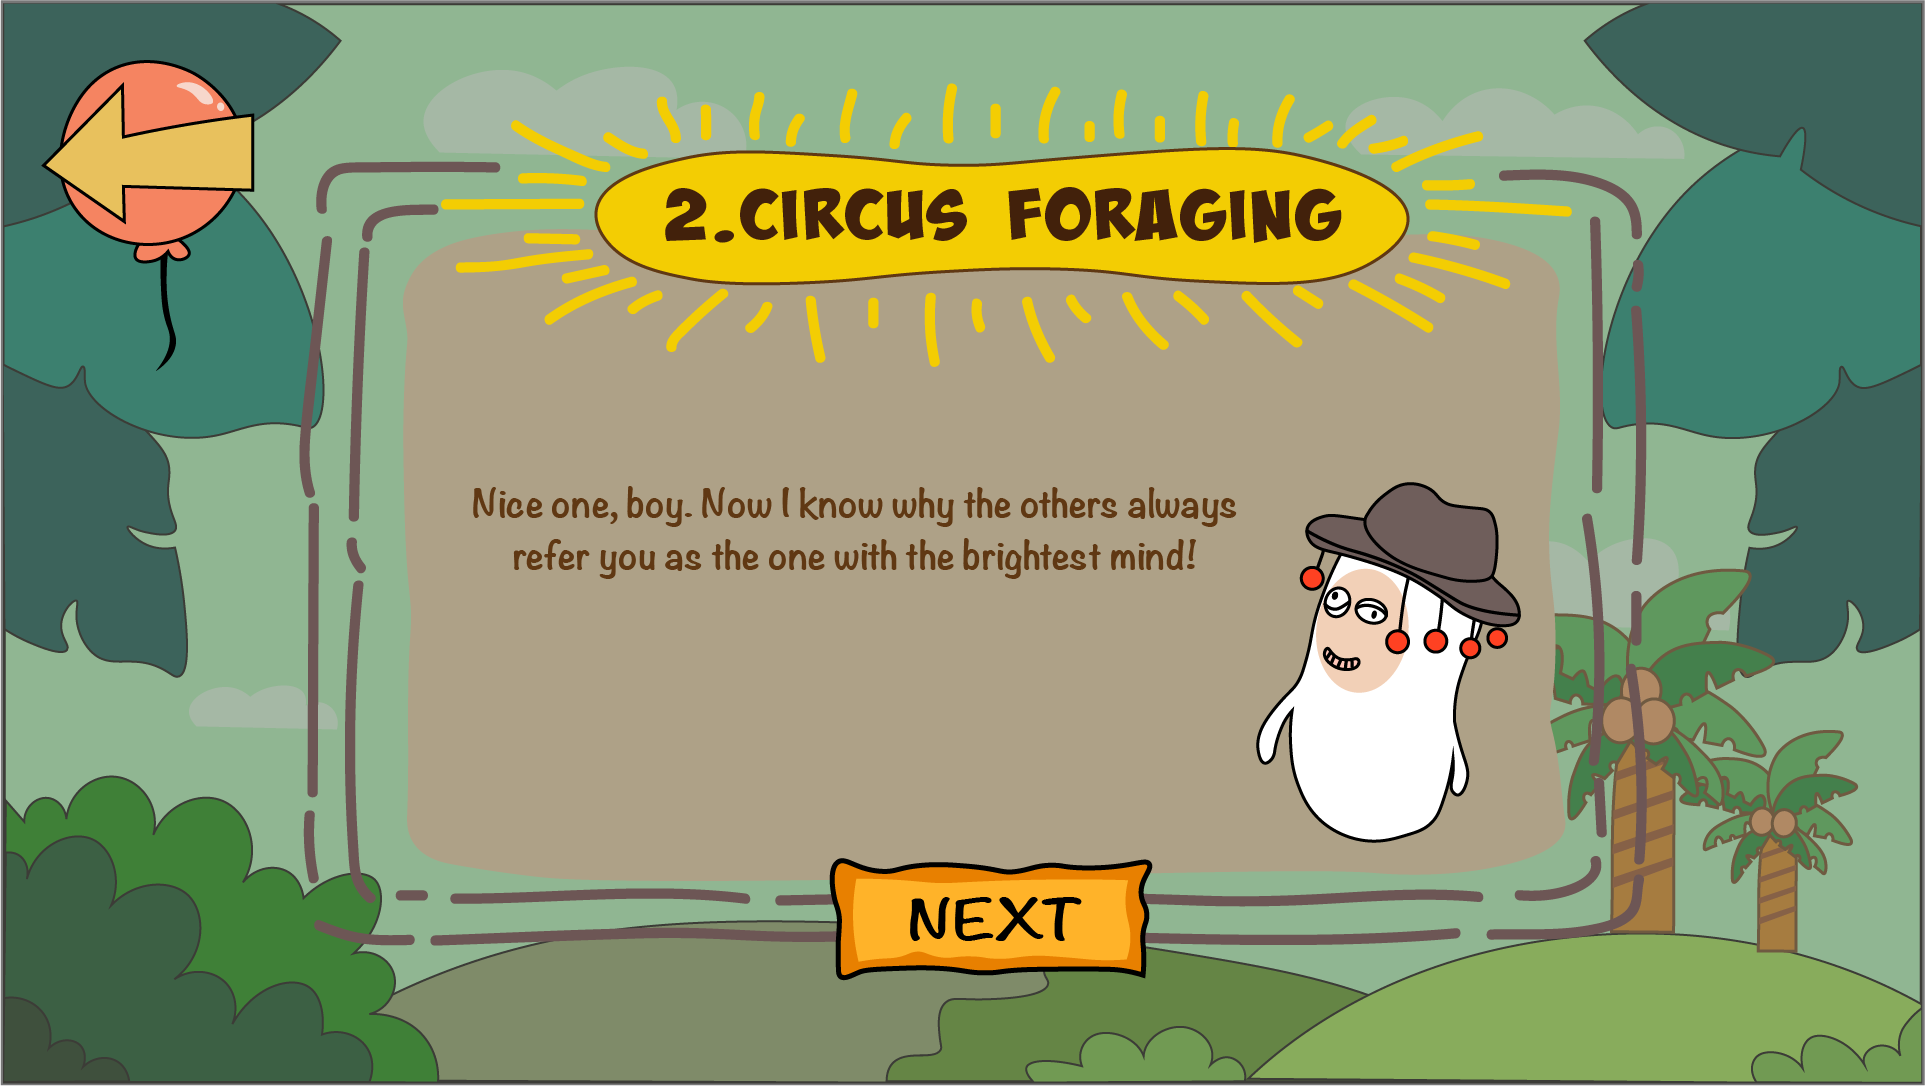 2.CIRCUS FORAGING
Nice one, boy. Now I know why the others always
refer you as the one with the brightest mind!
NEXT